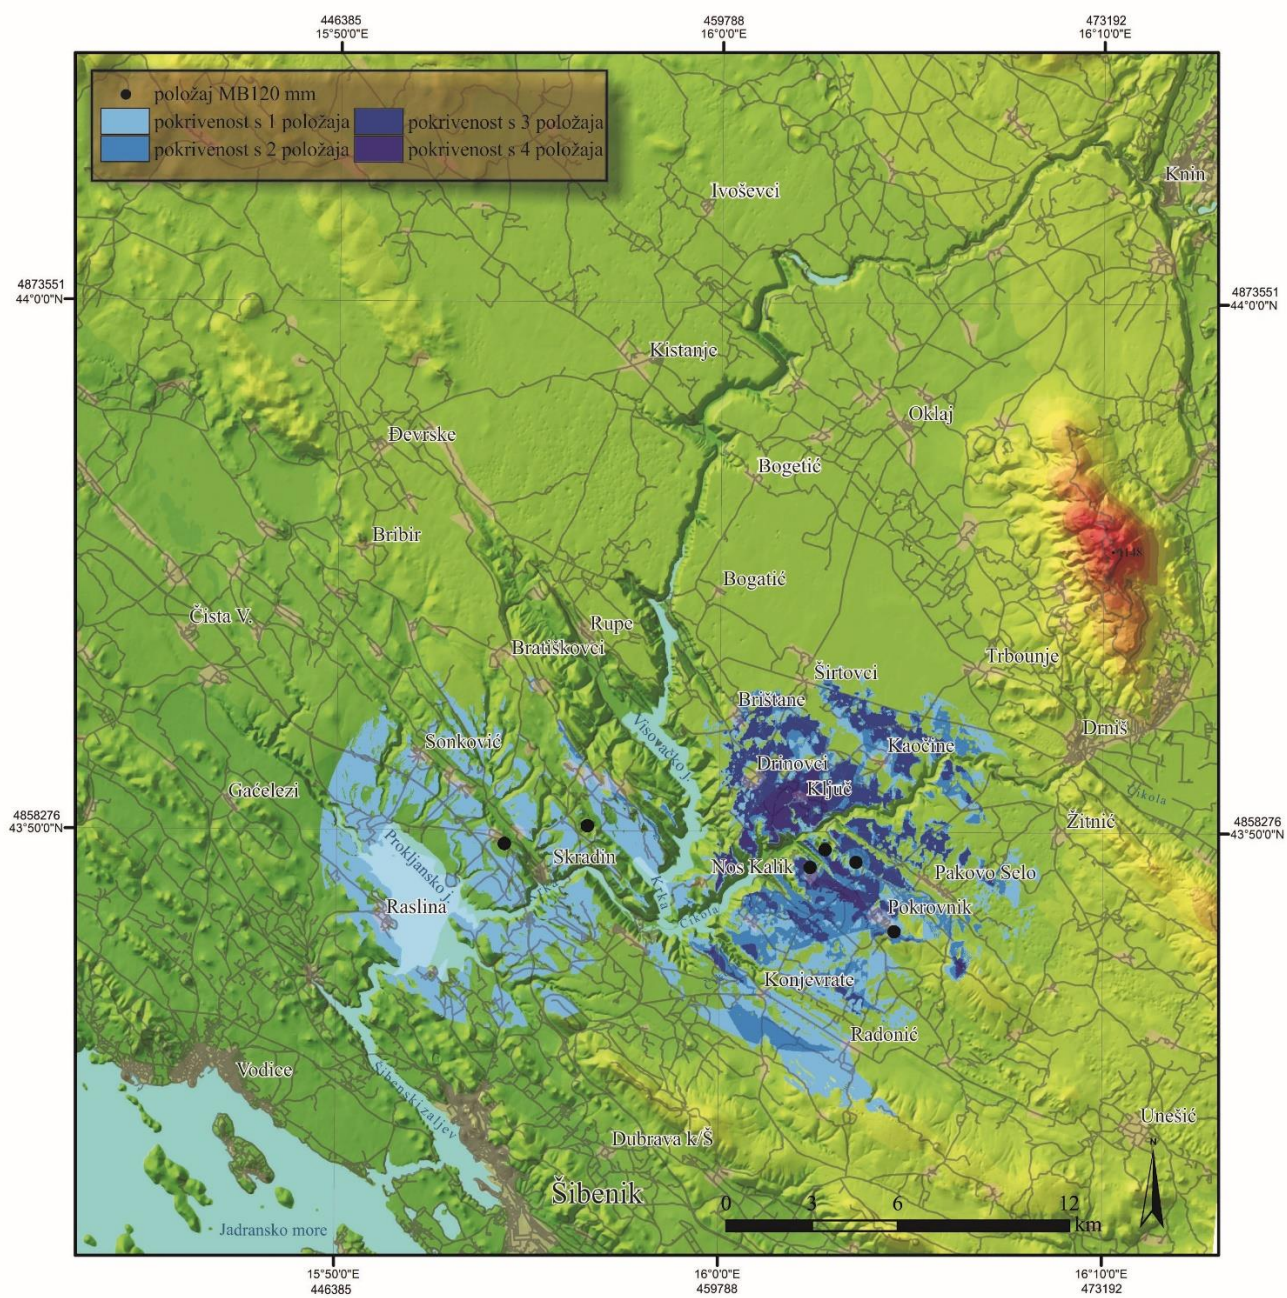 446385
15°50'0"E
459788
16°0'0"E
473192
16°10'0"E
položaj MB120 mm
pokrivenost s 1 položaja
pokrivenost s 3 položaja
pokrivenost s 2 položaja
pokrivenost s 4 položaja
Knin
Ivoševci
4873551
44°0'0"N
4873551
44°0'0"N
Kistanje
Oklaj
Đevrske
Bogetić
Bribir
1148
Bogatić
Čista V.
Rupe
Bratiškovci
Trbounje
Širtovci
Brištane
Visovačko j.
Drniš
Sonković
Kaočine
Drinovci
Ključ
Gaćelezi
Čikola
4858276
43°50'0"N
Žitnić
4858276
43°50'0"N
Prokljansko j.
Skradin
Nos Kalik
Pakovo Selo
Krka
Krka
Raslina
Čikola
Pokrovnik
Konjevrate
Radonić
Vodice
Šibenski zaljev
Unešić
Dubrava k/Š
N
Šibenik
0 3 6 12
km
Jadransko more
15°50'0"E
446385
16°0'0"E
459788
16°10'0"E
473192